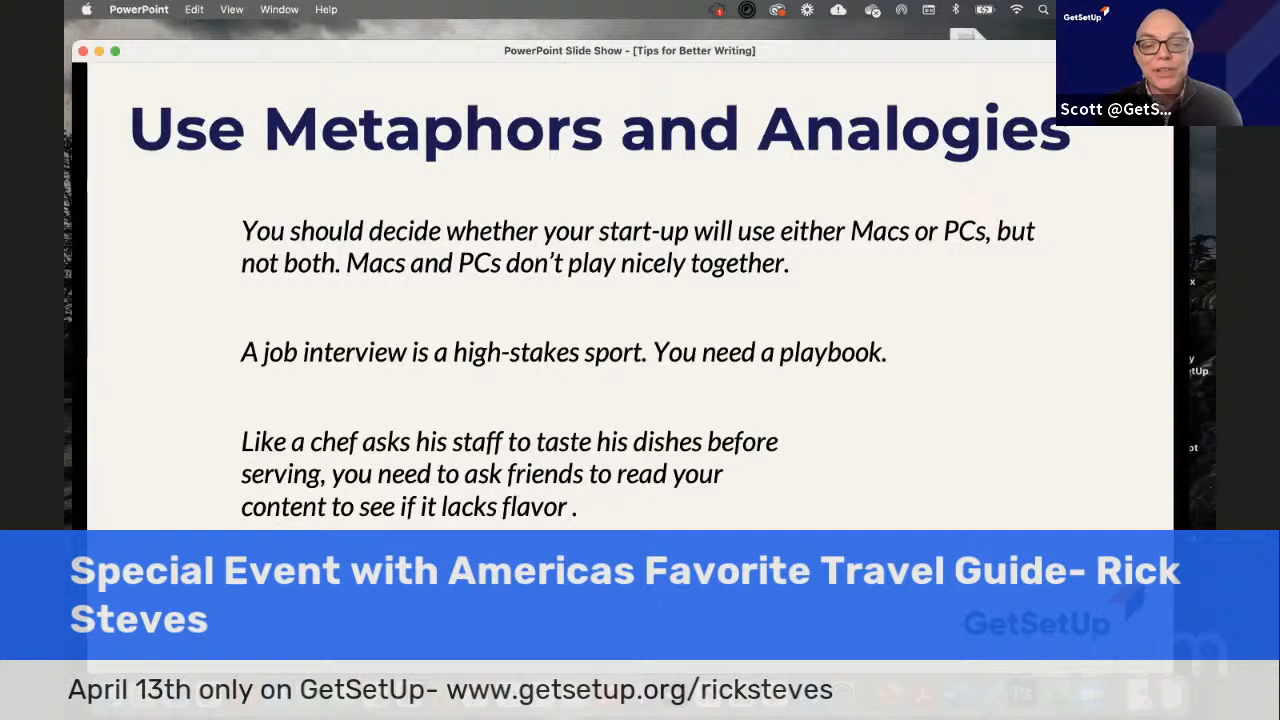 PowerPoint Edit View Window Help
GetSetUp
PowerPoint Slide Show - [Tips for Better Writing]
Scott @GetS...
Use Metaphors and Analogies
You should decide whether your start-up will use either Macs or PCs, but
not both. Macs and PCs don't play nicely together.
A job interview is a high-stakes sport. You need a playbook.
Like a chef asks his staff to taste his dishes before
serving, you need to ask friends to read your
content to see if it lacks flavor .
Special Event with Americas Favorite Travel Guide- Rick
Steves
GetSetUp
April 13th only on GetSetUp- www.getsetup.org/ricksteves